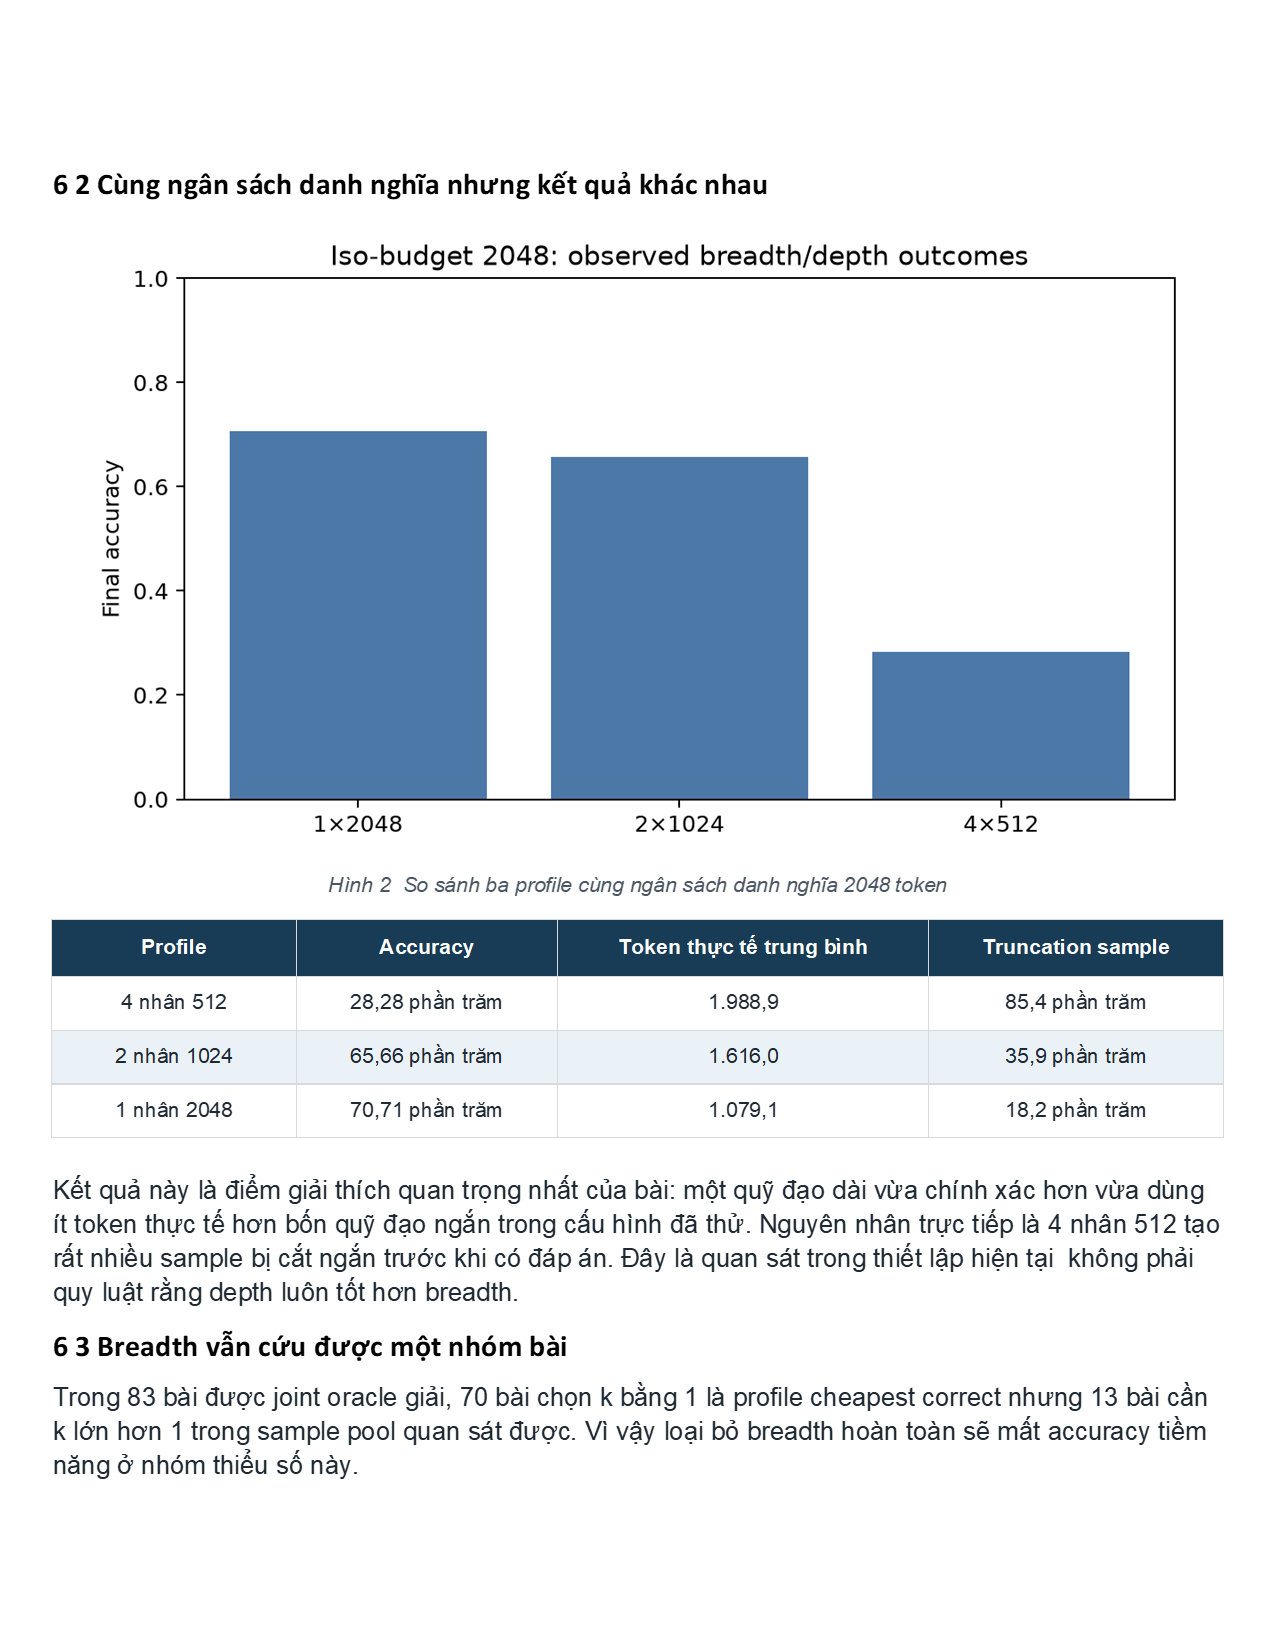 6 2 Cùng ngân sách danh nghĩa nhưng kết quả khác nhau
Iso-budget 2048: observed breadth/depth outcomes
1.0
0.8
0.6
0.4
0.2
0.0
Final accuracy
1×2048 2×1024 4×512
Hình 2 So sánh ba profile cùng ngân sách danh nghĩa 2048 token
Profile Accuracy Token thực tế trung bình Truncation sample
4 nhân 512 28,28 phần trăm 1.988,9 85,4 phần trăm
2 nhân 1024 65,66 phần trăm 1.616,0 35,9 phần trăm
1 nhân 2048 70,71 phần trăm 1.079,1 18,2 phần trăm
Kết quả này là điểm giải thích quan trọng nhất của bài: một quỹ đạo dài vừa chính xác hơn vừa dùng
ít token thực tế hơn bốn quỹ đạo ngắn trong cấu hình đã thử. Nguyên nhân trực tiếp là 4 nhân 512 tạo
rất nhiều sample bị cắt ngắn trước khi có đáp án. Đây là quan sát trong thiết lập hiện tại  không phải
quy luật rằng depth luôn tốt hơn breadth.
6 3 Breadth vẫn cứu được một nhóm bài
Trong 83 bài được joint oracle giải, 70 bài chọn k bằng 1 là profile cheapest correct nhưng 13 bài cần
k lớn hơn 1 trong sample pool quan sát được. Vì vậy loại bỏ breadth hoàn toàn sẽ mất accuracy tiềm
năng ở nhóm thiểu số này.